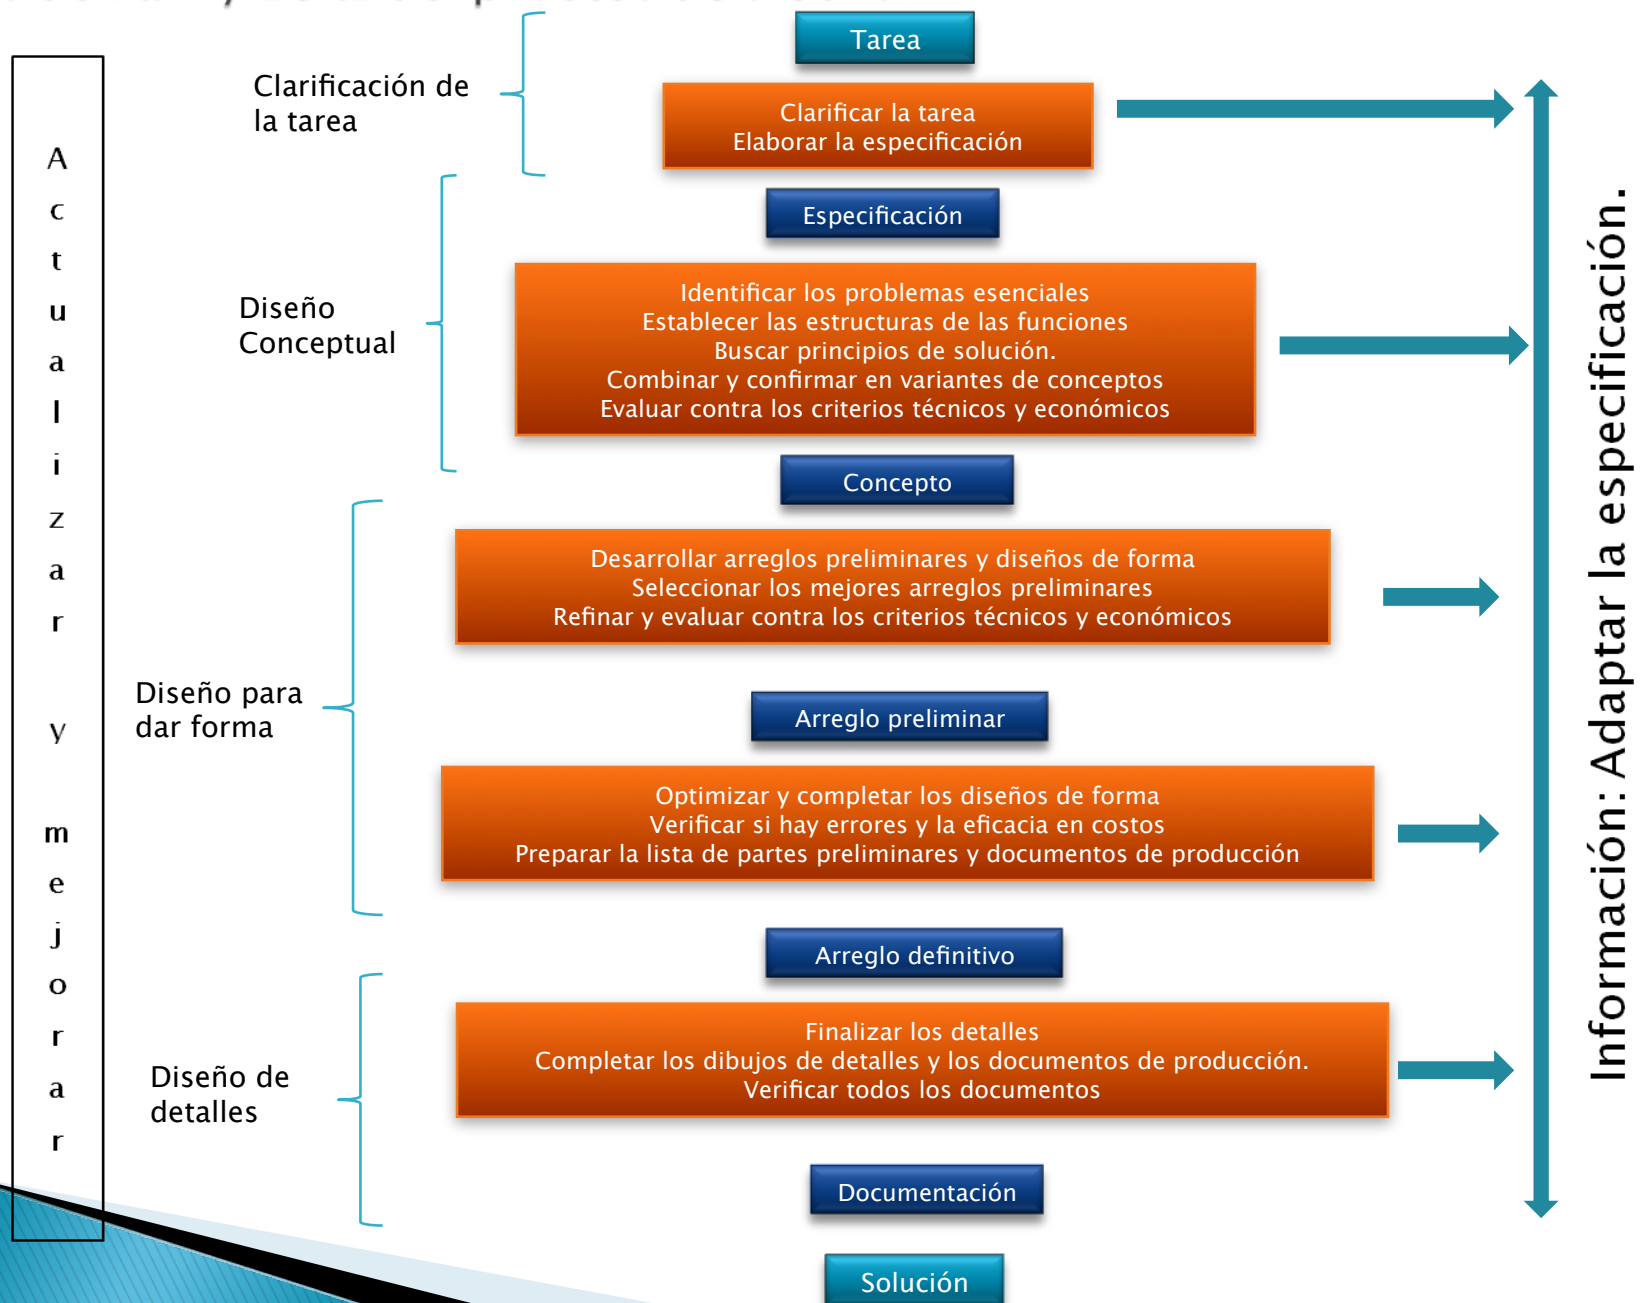 Tarea
Clarificación de
la tarea
Clarificar la tarea
Elaborar la especificación
Especificación
Diseño
Conceptual
Identificar los problemas esenciales
Establecer las estructuras de las funciones
Buscar principios de solución.
Combinar y confirmar en variantes de conceptos
Evaluar contra los criterios técnicos y económicos
Concepto
Diseño para
dar forma
Desarrollar arreglos preliminares y diseños de forma
Seleccionar los mejores arreglos preliminares
Refinar y evaluar contra los criterios técnicos y económicos
Arreglo preliminar
Optimizar y completar los diseños de forma
Verificar si hay errores y la eficacia en costos
Preparar la lista de partes preliminares y documentos de producción
Arreglo definitivo
Diseño de
detalles
Finalizar los detalles
Completar los dibujos de detalles y los documentos de producción.
Verificar todos los documentos
Documentación
Solución
Actualizar y mejorar
Información: Adaptar la especificación.